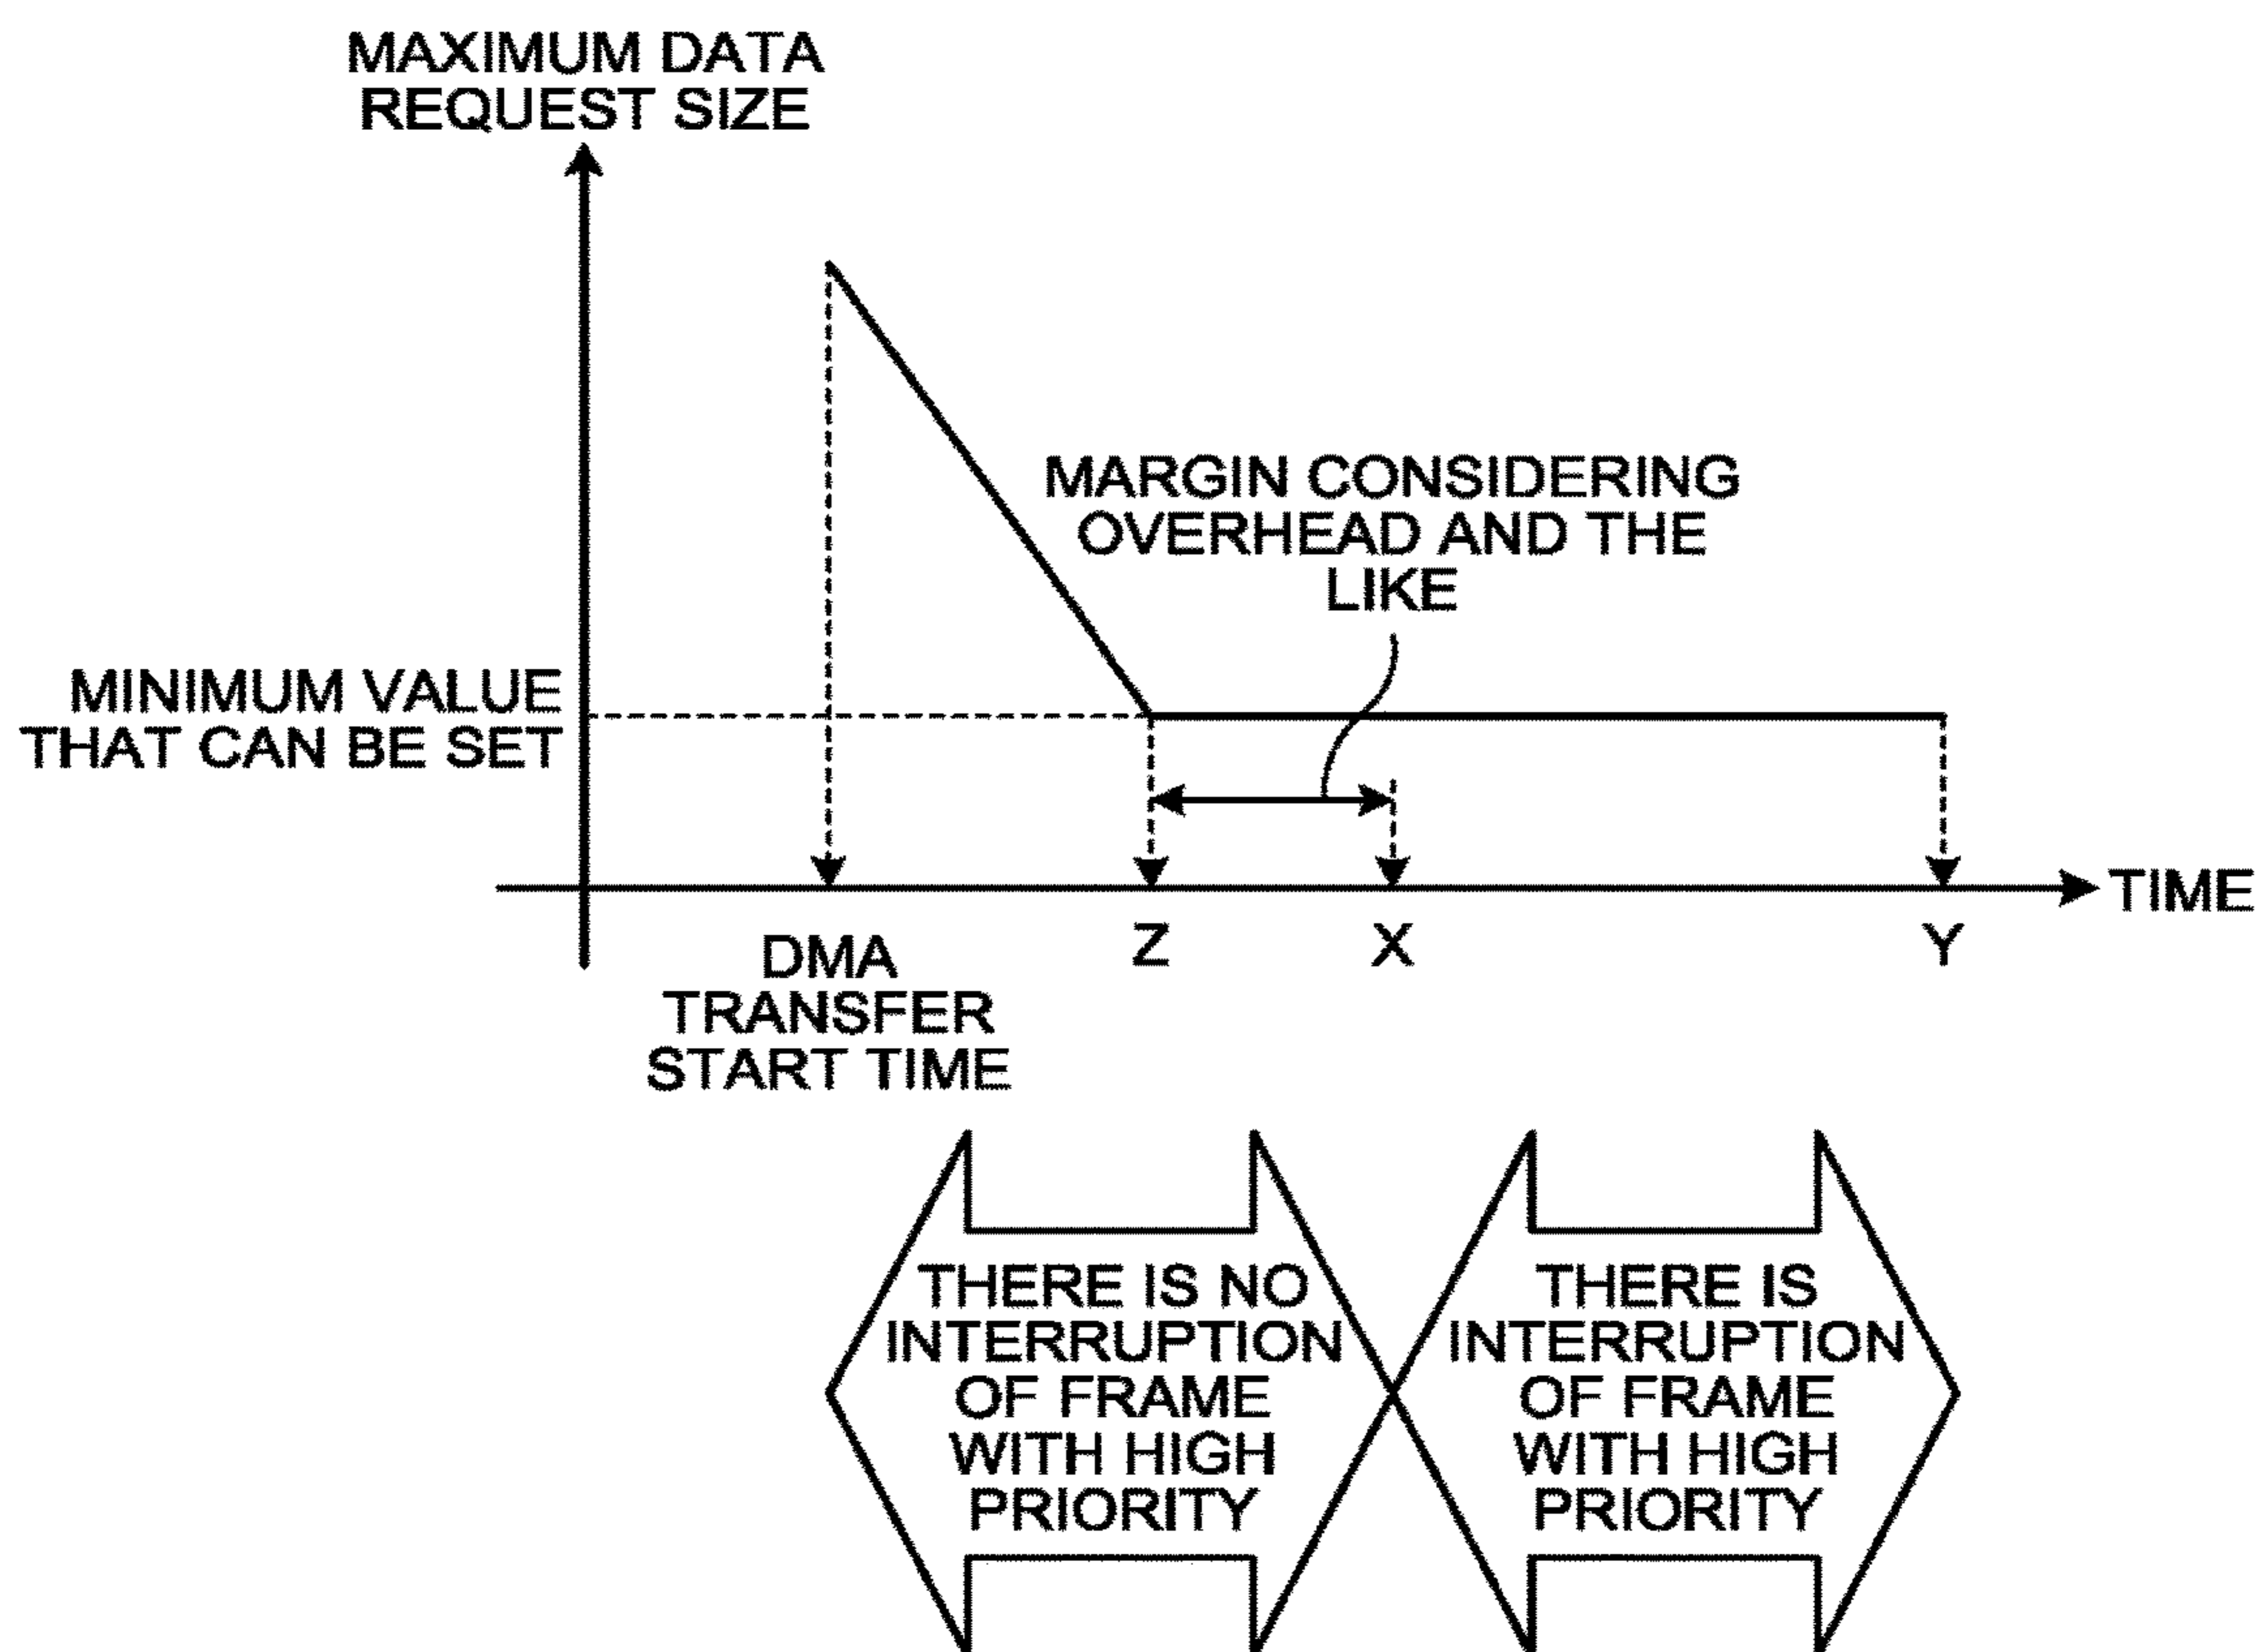 MAXIMUM DATA
REQUEST SIZE
MARGIN CONSIDERING
OVERHEAD AND THE
LIKE
MINIMUM VALUE
THAT CAN BE SET
TIME
DMA
TRANSFER
START TIME
Z
X
Y
THERE IS NO
INTERRUPTION
OF FRAME
WITH HIGH
PRIORITY
THERE IS
INTERRUPTION
OF FRAME
WITH HIGH
PRIORITY